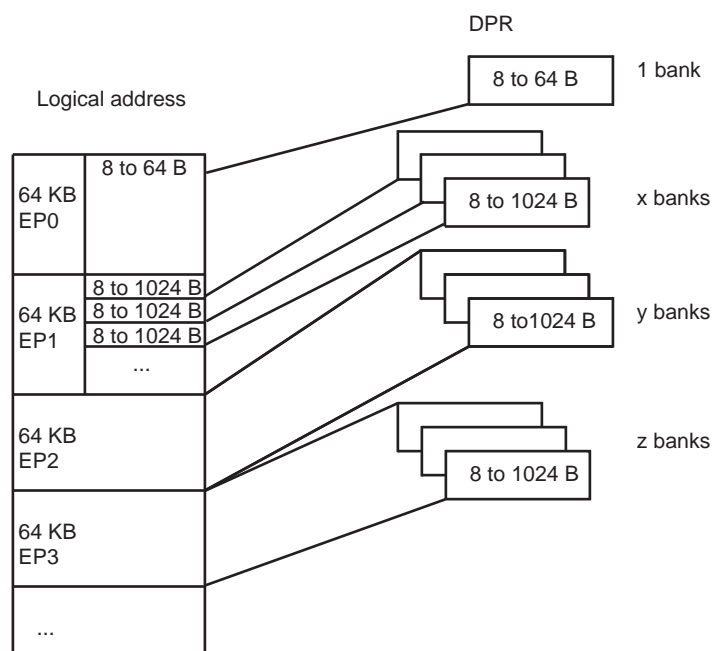 DPR
8 to 64 B
1 bank
Logical address
8 to 64 B
64 KB
EP0
8 to 1024 B
x banks
64 KB
EP1
8 to 1024 B
8 to 1024 B
8 to 1024 B
...
8 to1024 B
y banks
64 KB
EP2
8 to 1024 B
z banks
64 KB
EP3
...